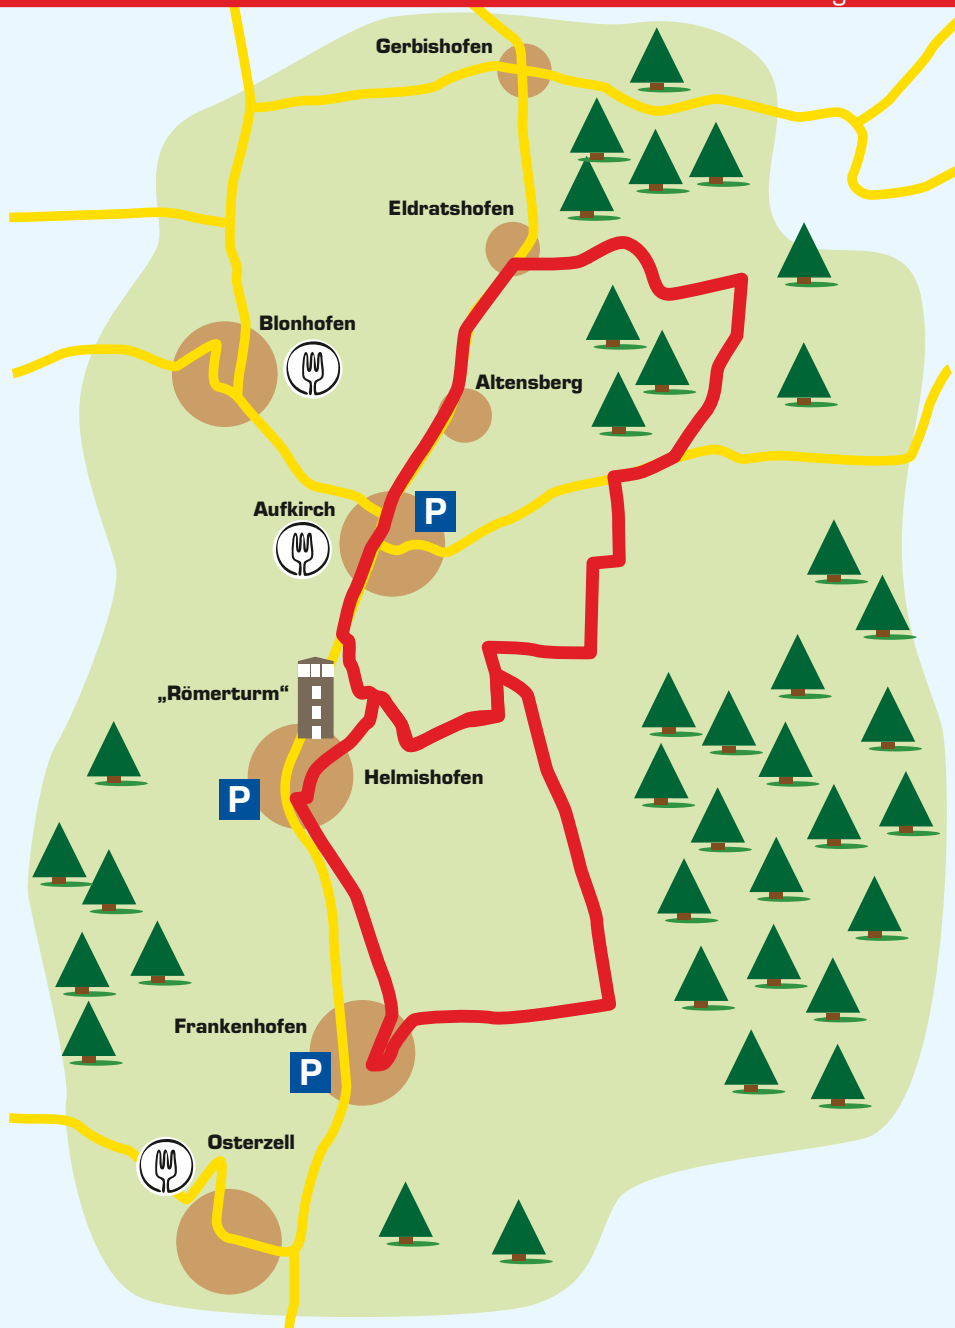 Gerbishofen
Eldratshofen
Blonhofen
Altensberg
P
Aufkirch
„Römerturm“
Helmishofen
P
Frankenhofen
P
Osterzell